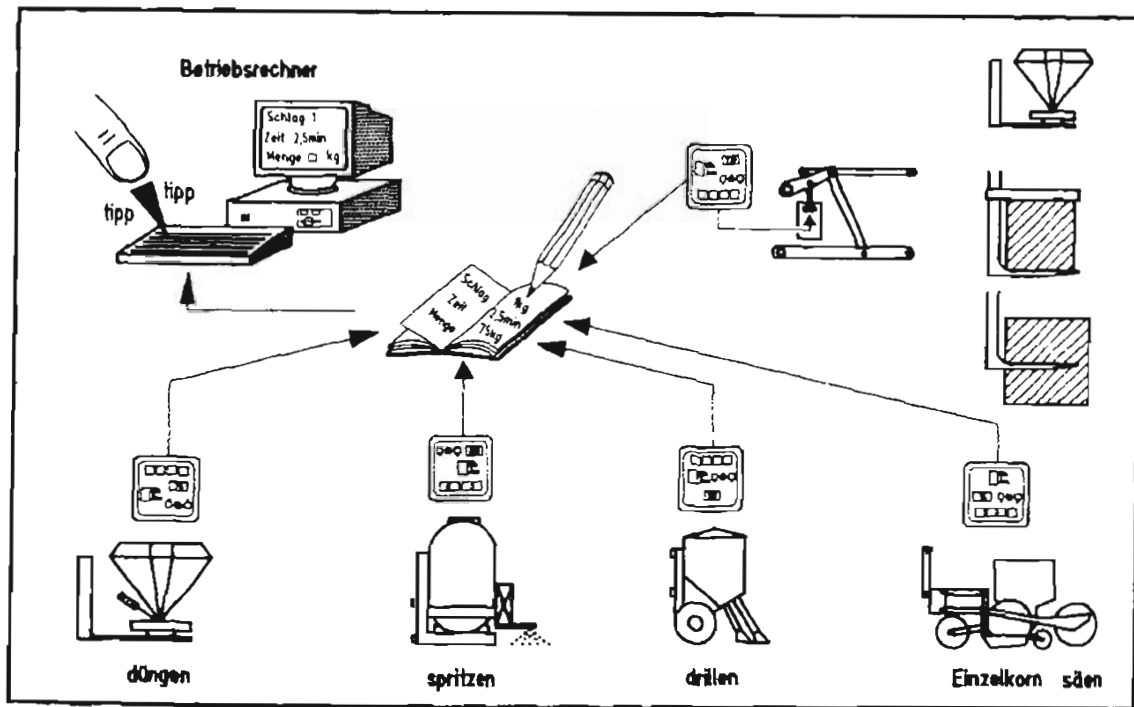 Betriebsrechner
Schlag 1
Zeit 2,5min
Menge □ kg
tipp
tipp
Schlag
Zeit
Menge
1kg
2,5min
75kg
düngen
spritzen
drillen
Einzelkorn säen